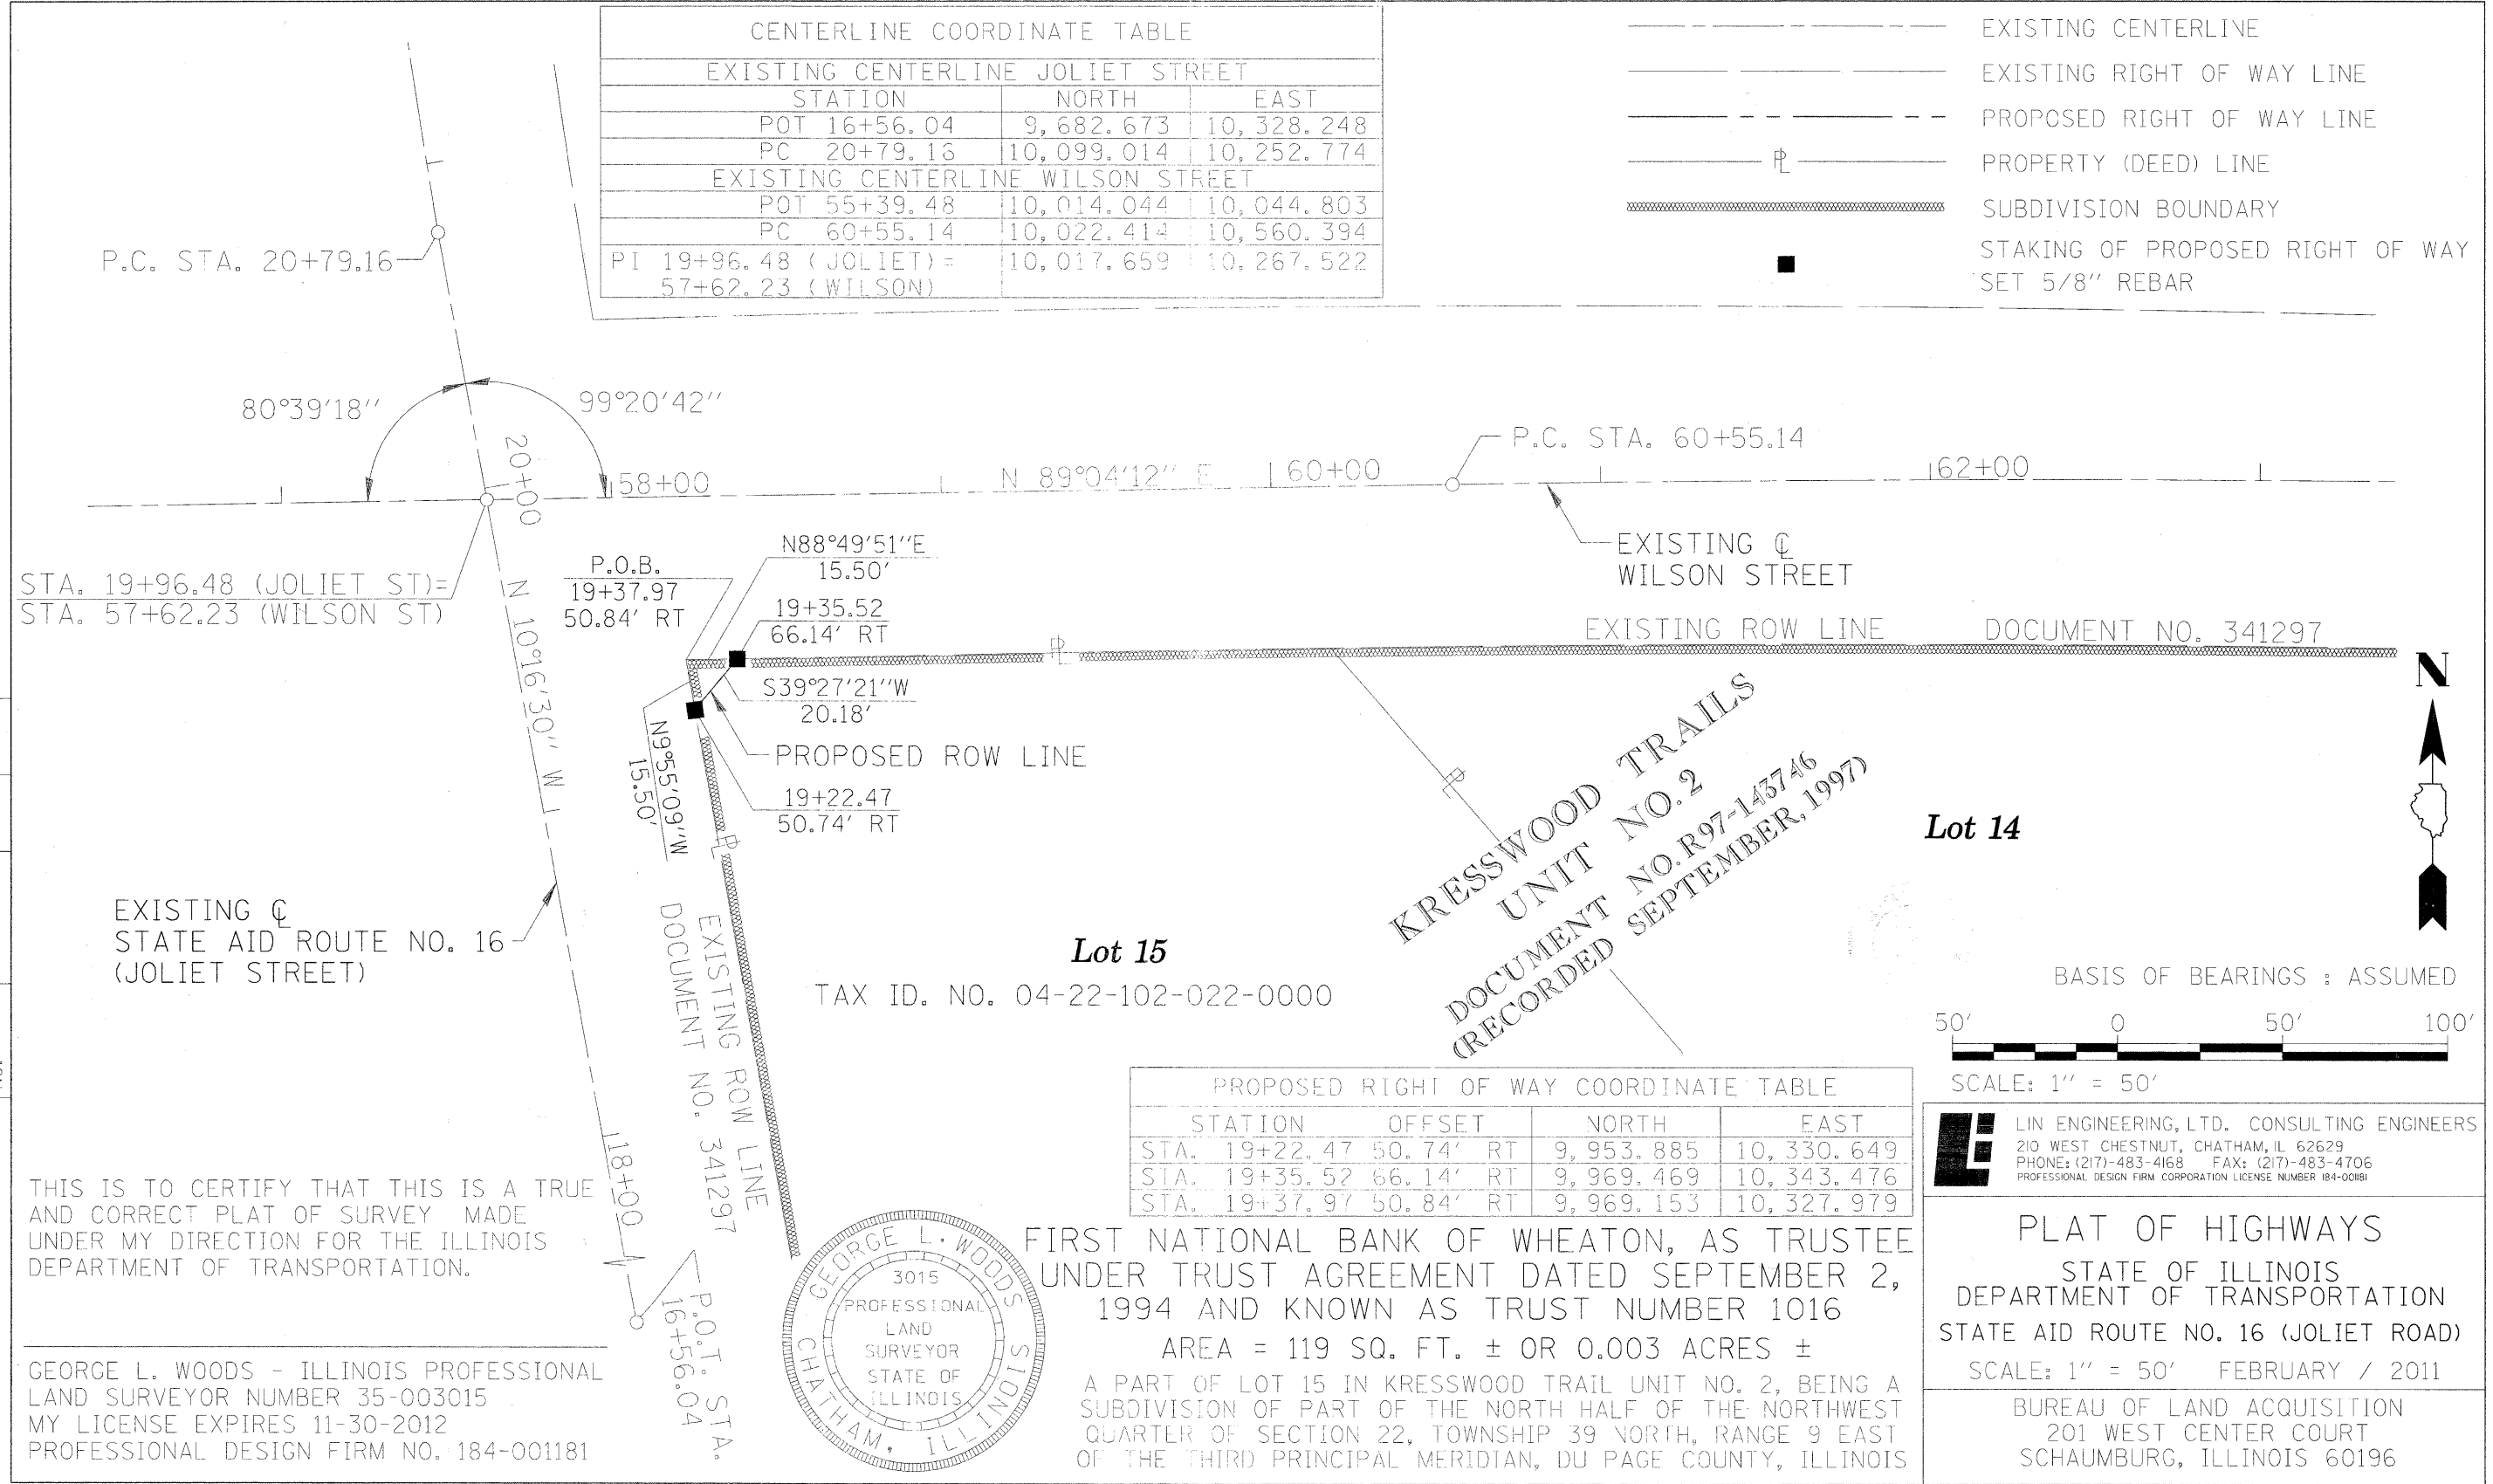 CENTERLINE COORDINATE TABLE
EXISTING CENTERLINE JOLIET STREET
STATION NORTH EAST
POT 16+56.04 9,682.673 10,328.248
PC 20+79.16 10,099.014 10,252.774
EXISTING CENTERLINE WILSON STREET
POT 55+39.48 10,014.044 10,044.803
PC 60+55.14 10,022.414 10,560.394
PI 19+96.48 (JOLIET)= 10,017.659 10,267.522
57+62.23 (WILSON)
EXISTING CENTERLINE
EXISTING RIGHT OF WAY LINE
PROPOSED RIGHT OF WAY LINE
PL
PROPERTY (DEED) LINE
SUBDIVISION BOUNDARY
STAKING OF PROPOSED RIGHT OF WAY
SET 5/8" REBAR
P.C. STA. 20+79.16
80°39'18"
99°20'42"
20+00
58+00
N 89°04'12" E
60+00
P.C. STA. 60+55.14
62+00
EXISTING ℄
WILSON STREET
STA. 19+96.48 (JOLIET ST)=
STA. 57+62.23 (WILSON ST)
N 10°16'30" W
P.O.B.
19+37.97
50.84' RT
N88°49'51"E
15.50'
19+35.52
66.14' RT
PL
EXISTING ROW LINE
DOCUMENT NO. 341297
S39°27'21"W
20.18'
PROPOSED ROW LINE
N9°55'09"W
15.50'
19+22.47
50.74' RT
PL
PL
KRESSWOOD TRAILS
UNIT NO. 2
DOCUMENT NO. R97-143746
(RECORDED SEPTEMBER, 1997)
Lot 14
N
EXISTING ℄
STATE AID ROUTE NO. 16
(JOLIET STREET)
EXISTING ROW LINE
DOCUMENT NO. 341297
Lot 15
TAX ID. NO. 04-22-102-022-0000
BASIS OF BEARINGS : ASSUMED
50' 0 50' 100'
SCALE: 1" = 50'
18+00
P.O.T. STA.
16+56.04
PROPOSED RIGHT OF WAY COORDINATE TABLE
STATION OFFSET NORTH EAST
STA. 19+22.47 50.74' RT 9,953.885 10,330.649
STA. 19+35.52 66.14' RT 9,969.469 10,343.476
STA. 19+37.97 50.84' RT 9,969.153 10,327.979
LIN ENGINEERING, LTD. CONSULTING ENGINEERS
210 WEST CHESTNUT, CHATHAM, IL 62629
PHONE: (217)-483-4168 FAX: (217)-483-4706
PROFESSIONAL DESIGN FIRM CORPORATION LICENSE NUMBER 184-001181
THIS IS TO CERTIFY THAT THIS IS A TRUE
AND CORRECT PLAT OF SURVEY MADE
UNDER MY DIRECTION FOR THE ILLINOIS
DEPARTMENT OF TRANSPORTATION.
GEORGE L. WOODS - ILLINOIS PROFESSIONAL
LAND SURVEYOR NUMBER 35-003015
MY LICENSE EXPIRES 11-30-2012
PROFESSIONAL DESIGN FIRM NO. 184-001181
GEORGE L. WOODS
3015
PROFESSIONAL
LAND
SURVEYOR
STATE OF
ILLINOIS
CHATHAM, ILLINOIS
FIRST NATIONAL BANK OF WHEATON, AS TRUSTEE
UNDER TRUST AGREEMENT DATED SEPTEMBER 2,
1994 AND KNOWN AS TRUST NUMBER 1016
AREA = 119 SQ. FT. ± OR 0.003 ACRES ±
A PART OF LOT 15 IN KRESSWOOD TRAIL UNIT NO. 2, BEING A
SUBDIVISION OF PART OF THE NORTH HALF OF THE NORTHWEST
QUARTER OF SECTION 22, TOWNSHIP 39 NORTH, RANGE 9 EAST
OF THE THIRD PRINCIPAL MERIDIAN, DU PAGE COUNTY, ILLINOIS
PLAT OF HIGHWAYS
STATE OF ILLINOIS
DEPARTMENT OF TRANSPORTATION
STATE AID ROUTE NO. 16 (JOLIET ROAD)
SCALE: 1" = 50' FEBRUARY / 2011
BUREAU OF LAND ACQUISITION
201 WEST CENTER COURT
SCHAUMBURG, ILLINOIS 60196